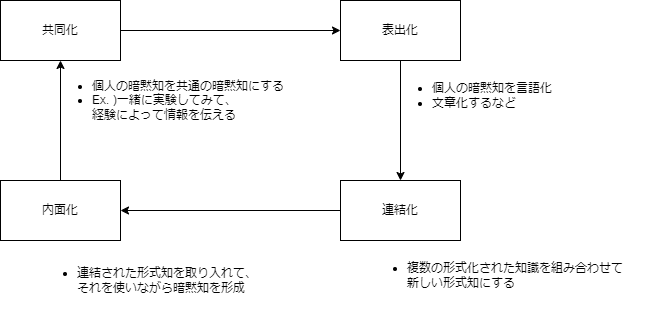 共同化
表出化
• 個人の暗黙知を共通の暗黙知にする
• Ex. )一緒に実験してみて、
経験によって情報を伝える
• 個人の暗黙知を言語化
• 文章化するなど
内面化
連結化
• 連結された形式知を取り入れて、
それを使いながら暗黙知を形成
• 複数の形式化された知識を組み合わせて
新しい形式知にする